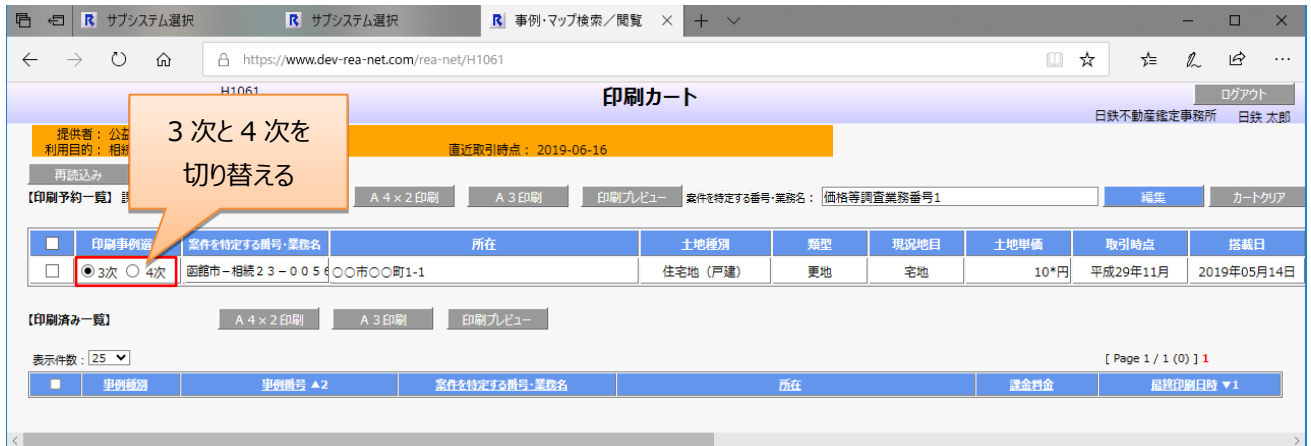 サブシステム選択
サブシステム選択
事例・マップ検索／閲覧
https://www.dev-rea-net.com/rea-net/H1061
H1061
印刷カート
ログアウト
日鉄不動産鑑定事務所 日鉄 太郎
３次と４次を
切り替える
提供者： 公益
利用目的： 相続
直近取引時点： 2019-06-16
再読込み
【印刷予約一覧】
Ａ４×２印刷
Ａ３印刷
印刷プレビュー
案件を特定する番号・業務名：
価格等調査業務番号1
編集
カートクリア
印刷事例選 案件を特定する番号・業務名 所在 土地種別 類型 現況地目 土地単価 取引時点 搭載日
3次 4次 函館市－相続２３－００５６ ○○市○○町1-1 住宅地（戸建） 更地 宅地 10*円 平成29年11月 2019年05月14日
【印刷済み一覧】 Ａ４×２印刷 Ａ３印刷 印刷プレビュー
表示件数： 25
[ Page 1 / 1 (0) ] 1
事例種別 事例番号 ▲2 案件を特定する番号・業務名 所在 課金料金 最終印刷日時 ▼1